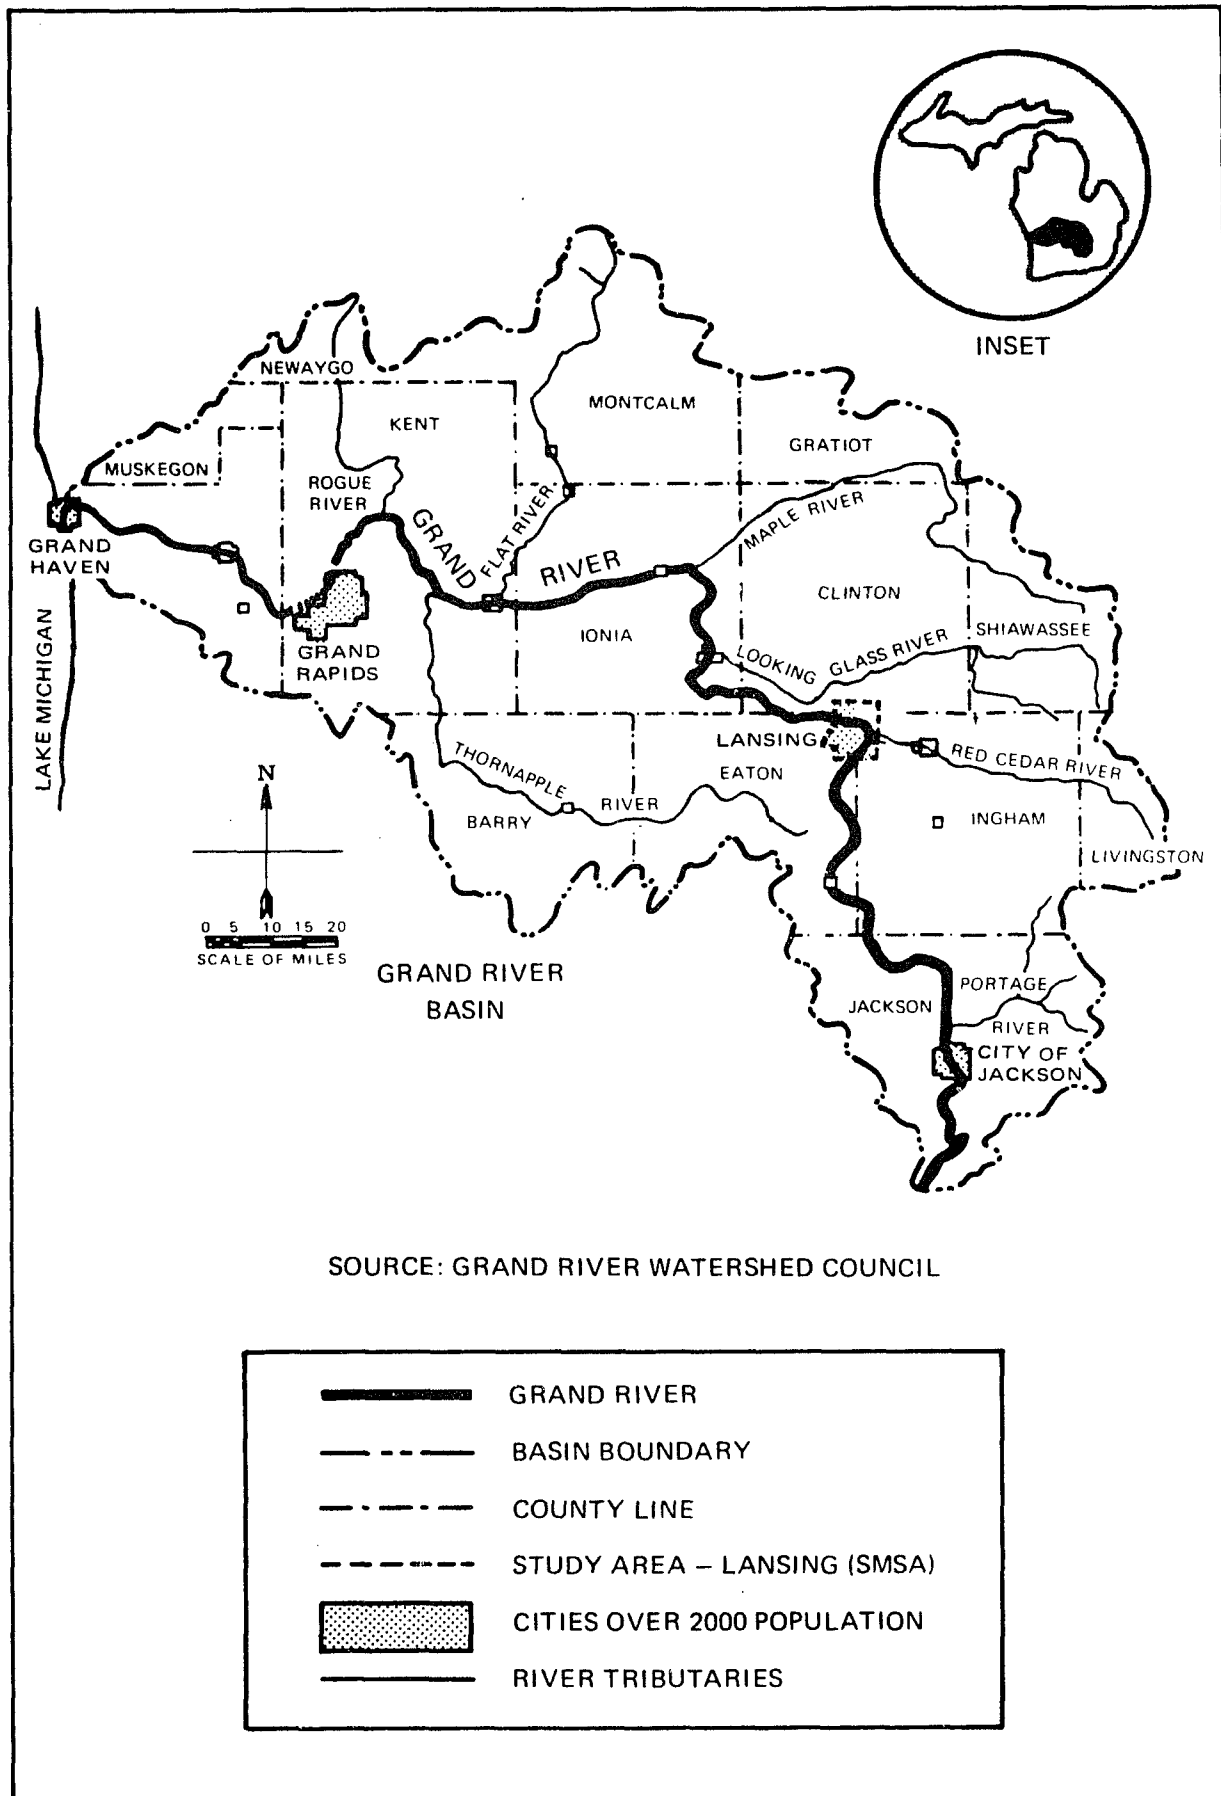 INSET
NEWAYGO
KENT
MONTCALM
GRATIOT
MUSKEGON
ROGUE
RIVER
GRAND
HAVEN
GRAND
RIVER
FLAT RIVER
MAPLE RIVER
CLINTON
IONIA
SHIAWASSEE
LOOKING
GLASS RIVER
GRAND
RAPIDS
LAKE MICHIGAN
LANSING
RED CEDAR RIVER
THORNAPPLE
RIVER
EATON
BARRY
INGHAM
LIVINGSTON
N
0 5 10 15 20
SCALE OF MILES
GRAND RIVER
BASIN
JACKSON
PORTAGE
RIVER
CITY OF
JACKSON
SOURCE: GRAND RIVER WATERSHED COUNCIL
GRAND RIVER
BASIN BOUNDARY
COUNTY LINE
STUDY AREA – LANSING (SMSA)
CITIES OVER 2000 POPULATION
RIVER TRIBUTARIES